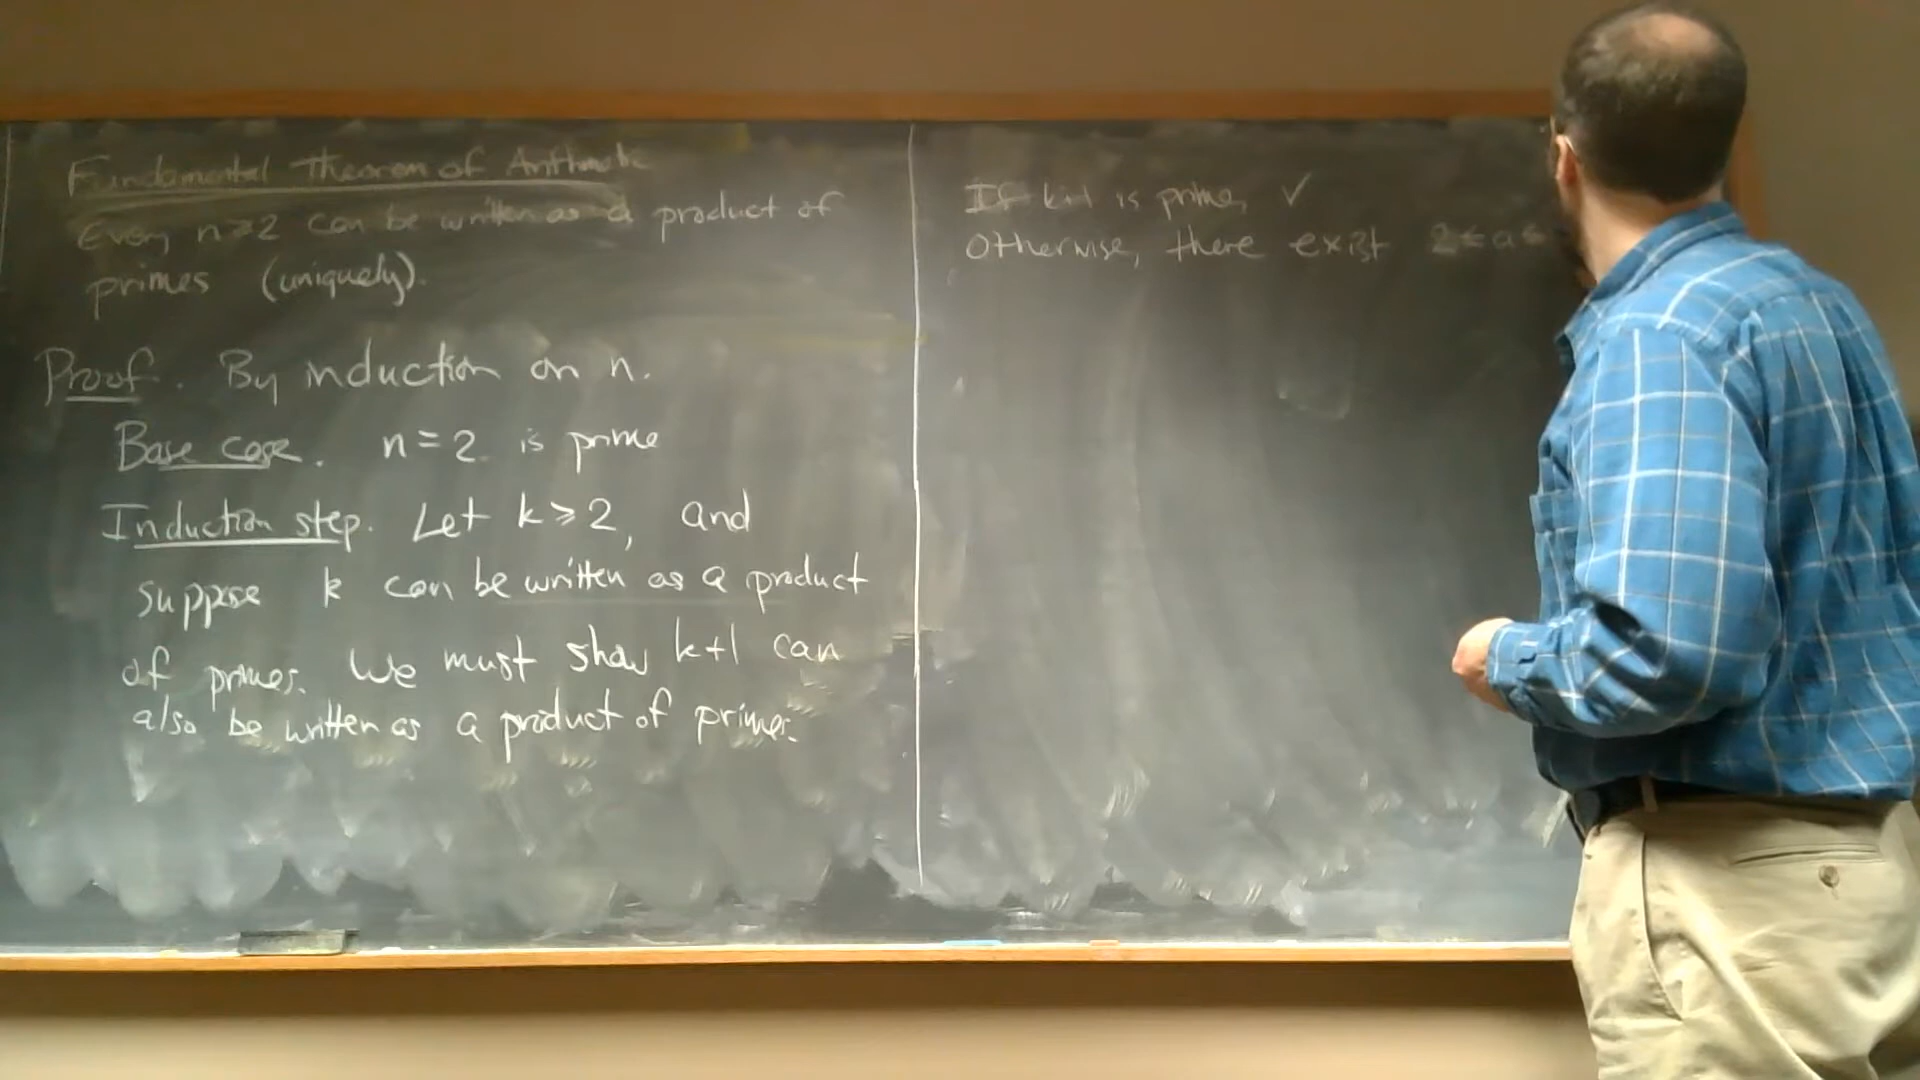 Fundamental Theorem of Arithmetic
Every n≥2 can be written as a product of
primes (uniquely).
Proof. By induction on n.
Base case. n=2 is prime
Induction step. Let k≥2, and
suppose k can be written as a product
of primes. We must show k+1 can
also be written as a product of primes.
If k+1 is prime, ✓
Otherwise, there exist 2≤a≤